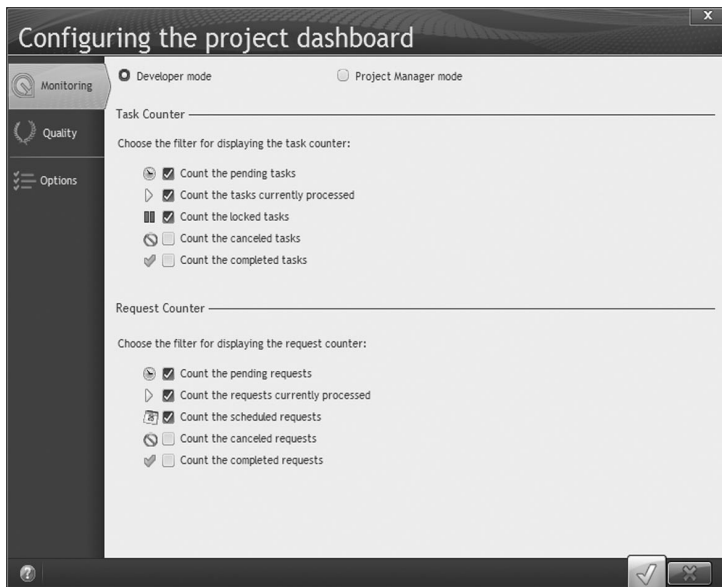 x
Configuring the project dashboard
Monitoring
Quality
Options
Developer mode
Project Manager mode
Task Counter
Choose the filter for displaying the task counter:
Count the pending tasks
Count the tasks currently processed
Count the locked tasks
Count the canceled tasks
Count the completed tasks
Request Counter
Choose the filter for displaying the request counter:
Count the pending requests
Count the requests currently processed
Count the scheduled requests
Count the canceled requests
Count the completed requests
?